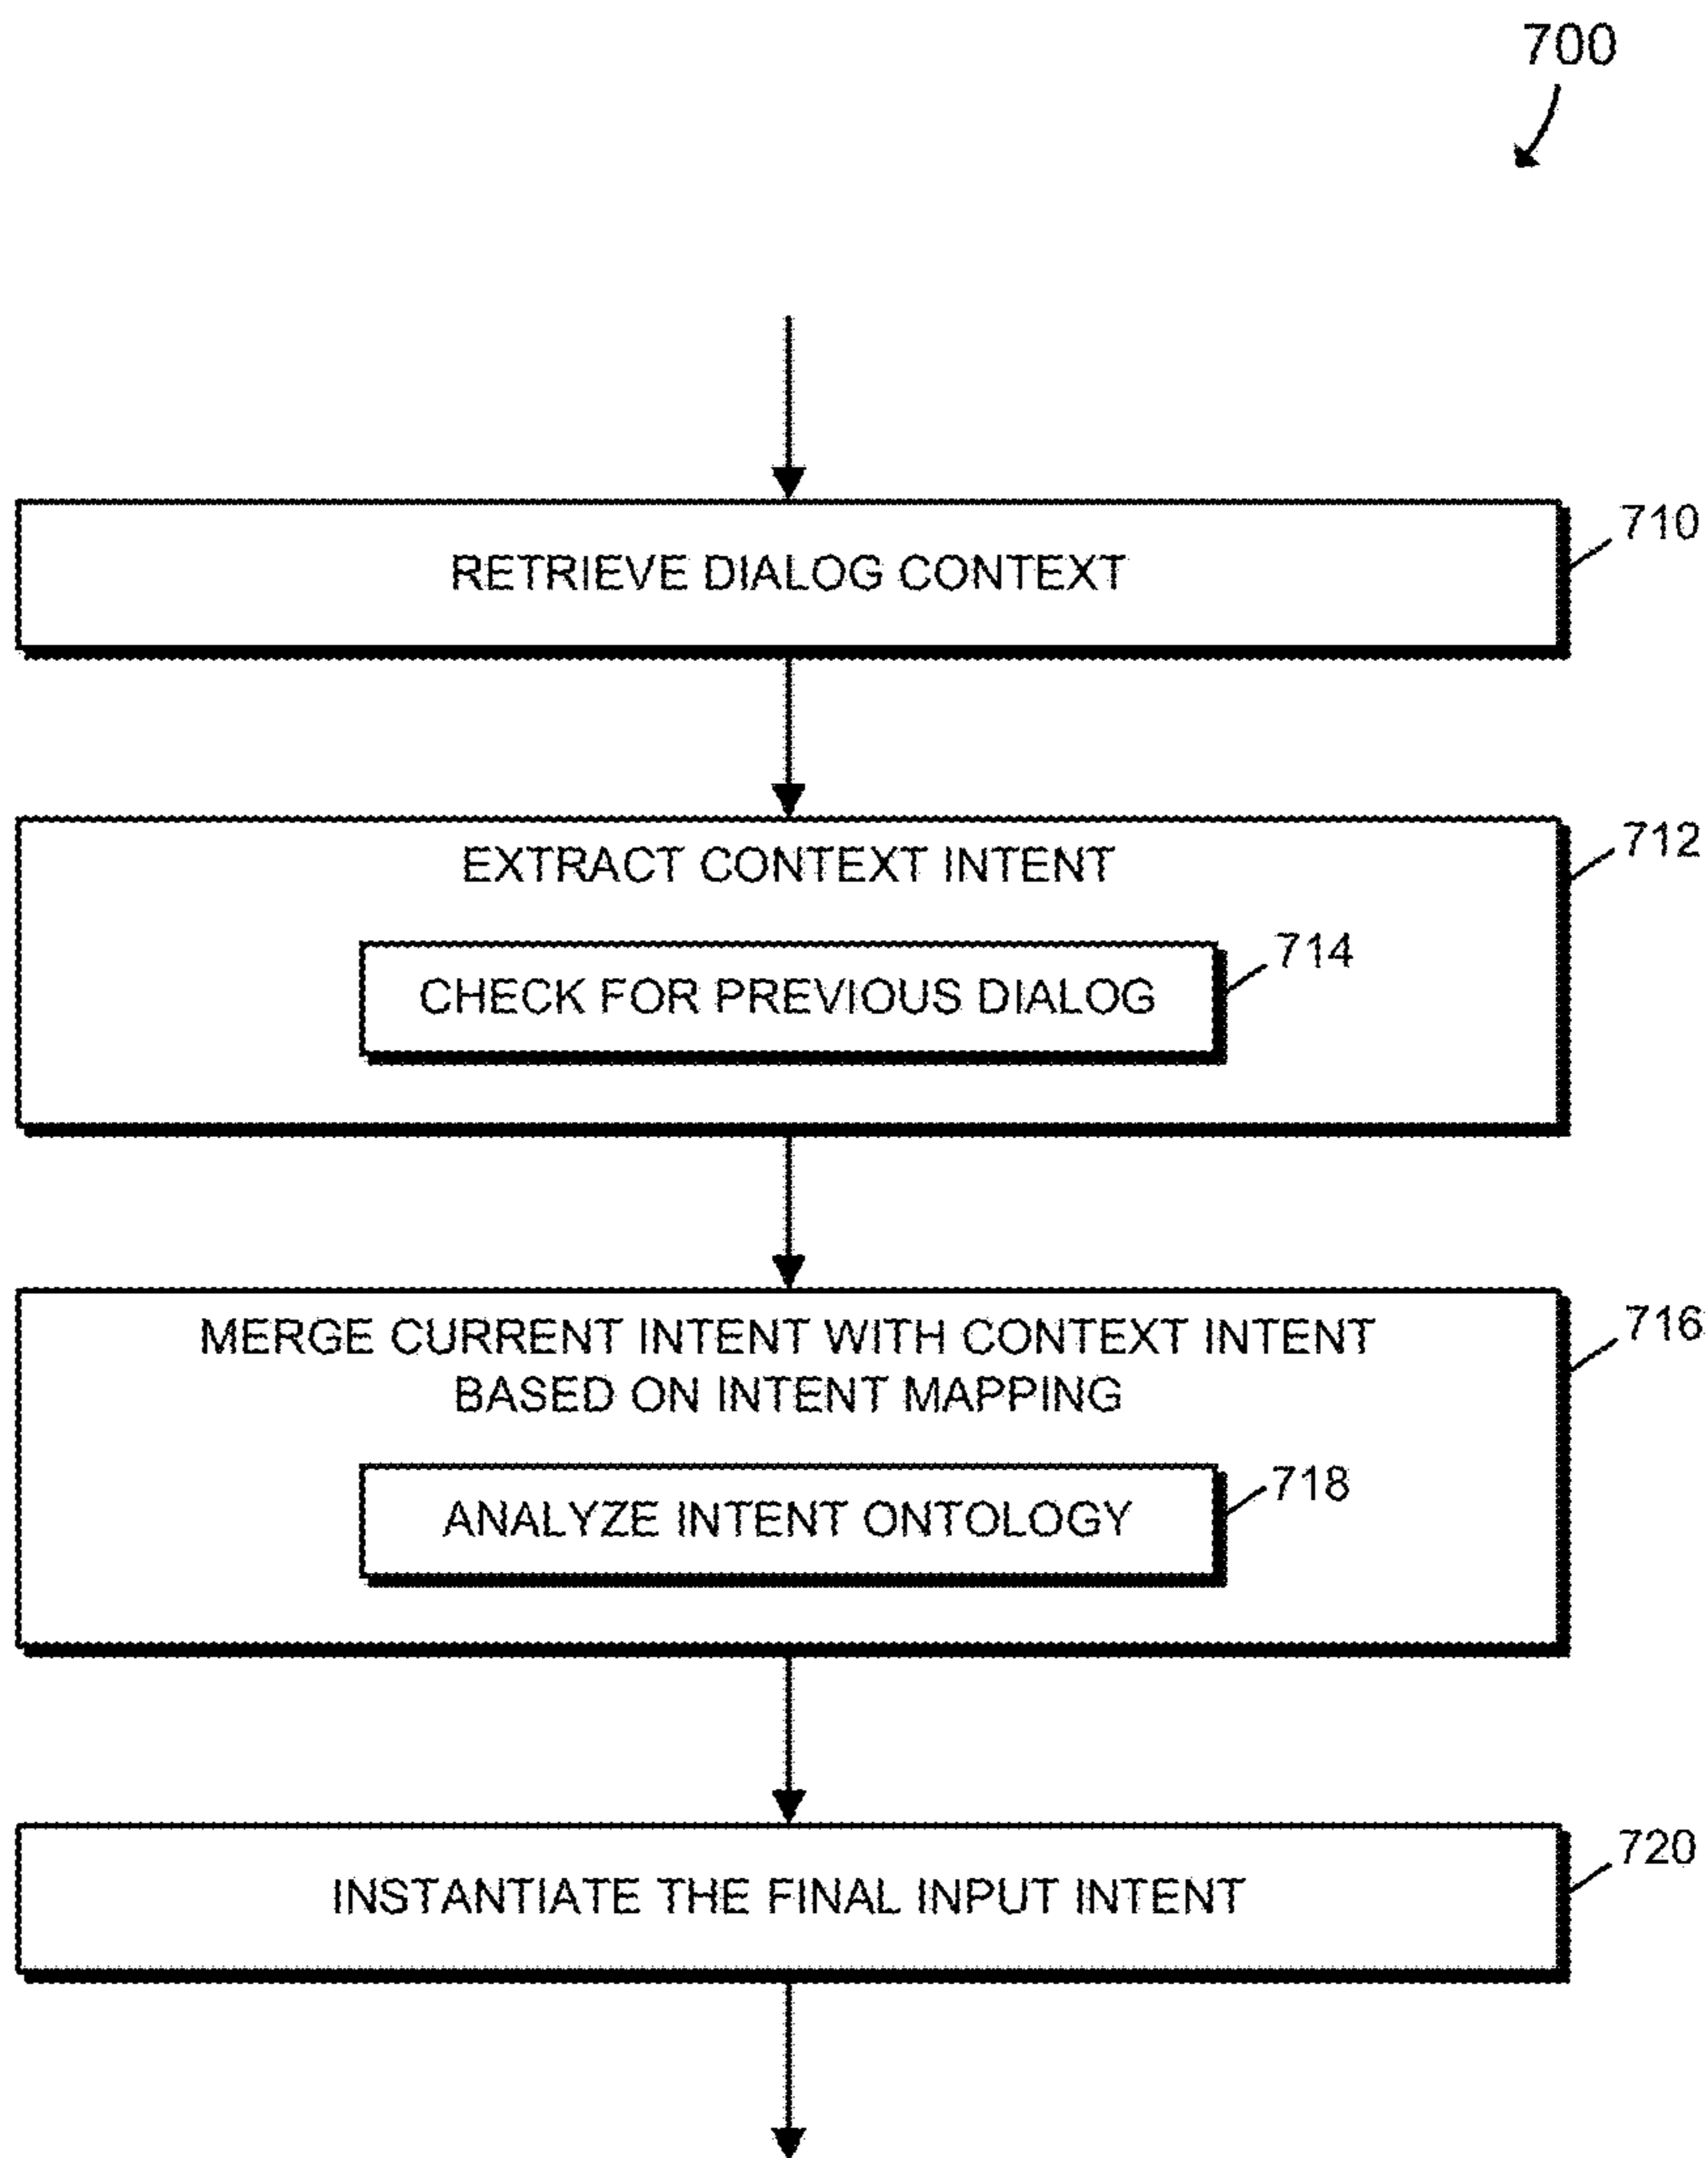 700
RETRIEVE DIALOG CONTEXT
710
EXTRACT CONTEXT INTENT
712
CHECK FOR PREVIOUS DIALOG
714
MERGE CURRENT INTENT WITH CONTEXT INTENT
BASED ON INTENT MAPPING
716
ANALYZE INTENT ONTOLOGY
718
INSTANTIATE THE FINAL INPUT INTENT
720